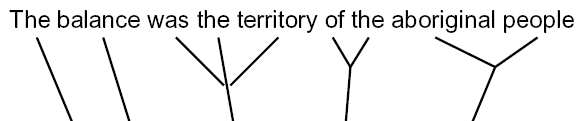 The balance was the territory of the aboriginal people